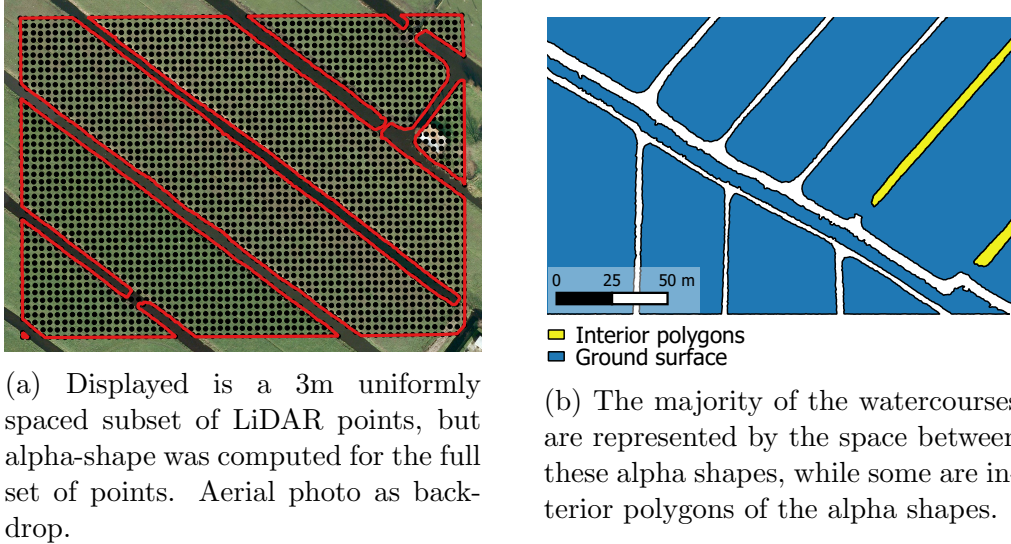 0 25 50 m
Interior polygons
Ground surface
(a) Displayed is a 3m uniformly
spaced subset of LiDAR points, but
alpha-shape was computed for the full
set of points. Aerial photo as back-
drop.
(b) The majority of the watercourses
are represented by the space between
these alpha shapes, while some are in-
terior polygons of the alpha shapes.